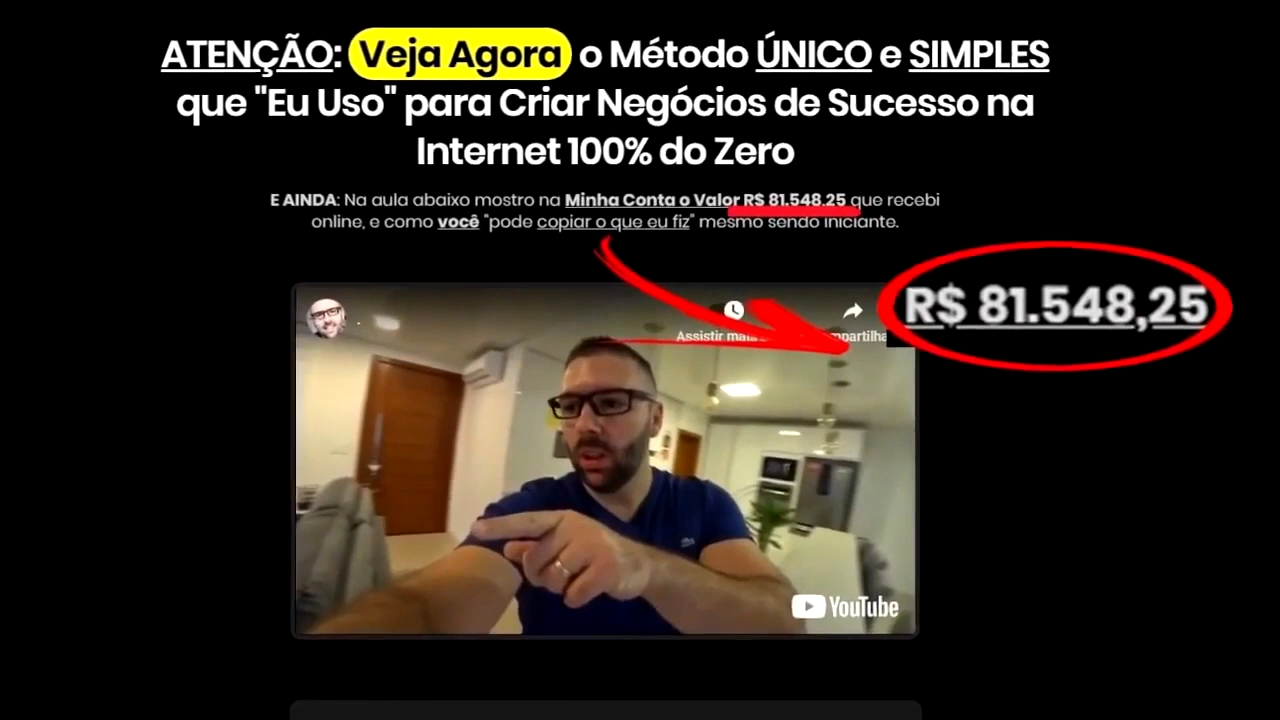 ATENÇÃO: Veja Agora o Método ÚNICO e SIMPLES
que "Eu Uso" para Criar Negócios de Sucesso na
Internet 100% do Zero
E AINDA: Na aula abaixo mostro na Minha Conta o Valor R$ 81.548,25 que recebi
online, e como você "pode copiar o que eu fiz" mesmo sendo iniciante.
R$ 81.548,25
Assistir mais
YouTube